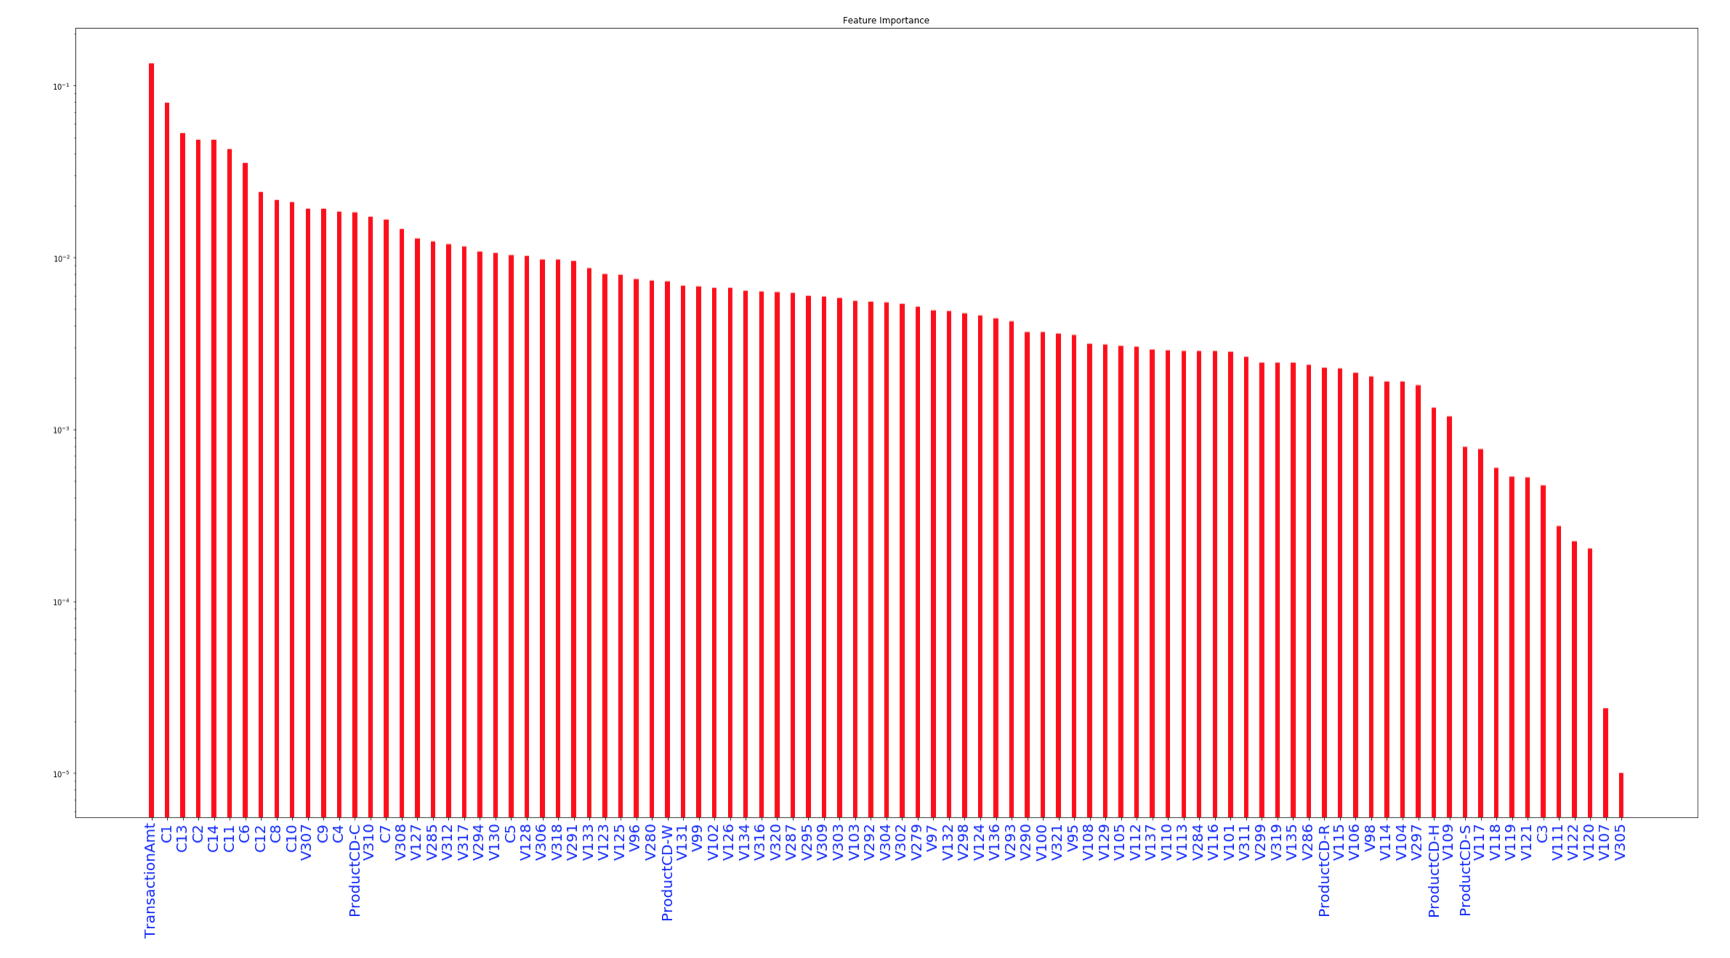 Feature Importance
10⁻¹
10⁻²
10⁻³
10⁻⁴
10⁻⁵
TransactionAmt
C1
C13
C2
C14
C11
C6
C12
C8
C10
V307
C9
C4
ProductCD-C
V310
C7
V308
V127
V285
V312
V317
V294
V130
C5
V128
V306
V318
V291
V133
V123
V125
V96
V280
ProductCD-W
V131
V99
V102
V126
V134
V316
V320
V287
V295
V309
V303
V103
V292
V304
V302
V279
V97
V132
V298
V124
V136
V293
V290
V100
V321
V95
V108
V129
V105
V112
V137
V110
V113
V284
V116
V101
V311
V299
V319
V135
V286
ProductCD-R
V115
V106
V98
V114
V104
V297
ProductCD-H
V109
ProductCD-S
V117
V118
V119
V121
C3
V111
V122
V120
V107
V305